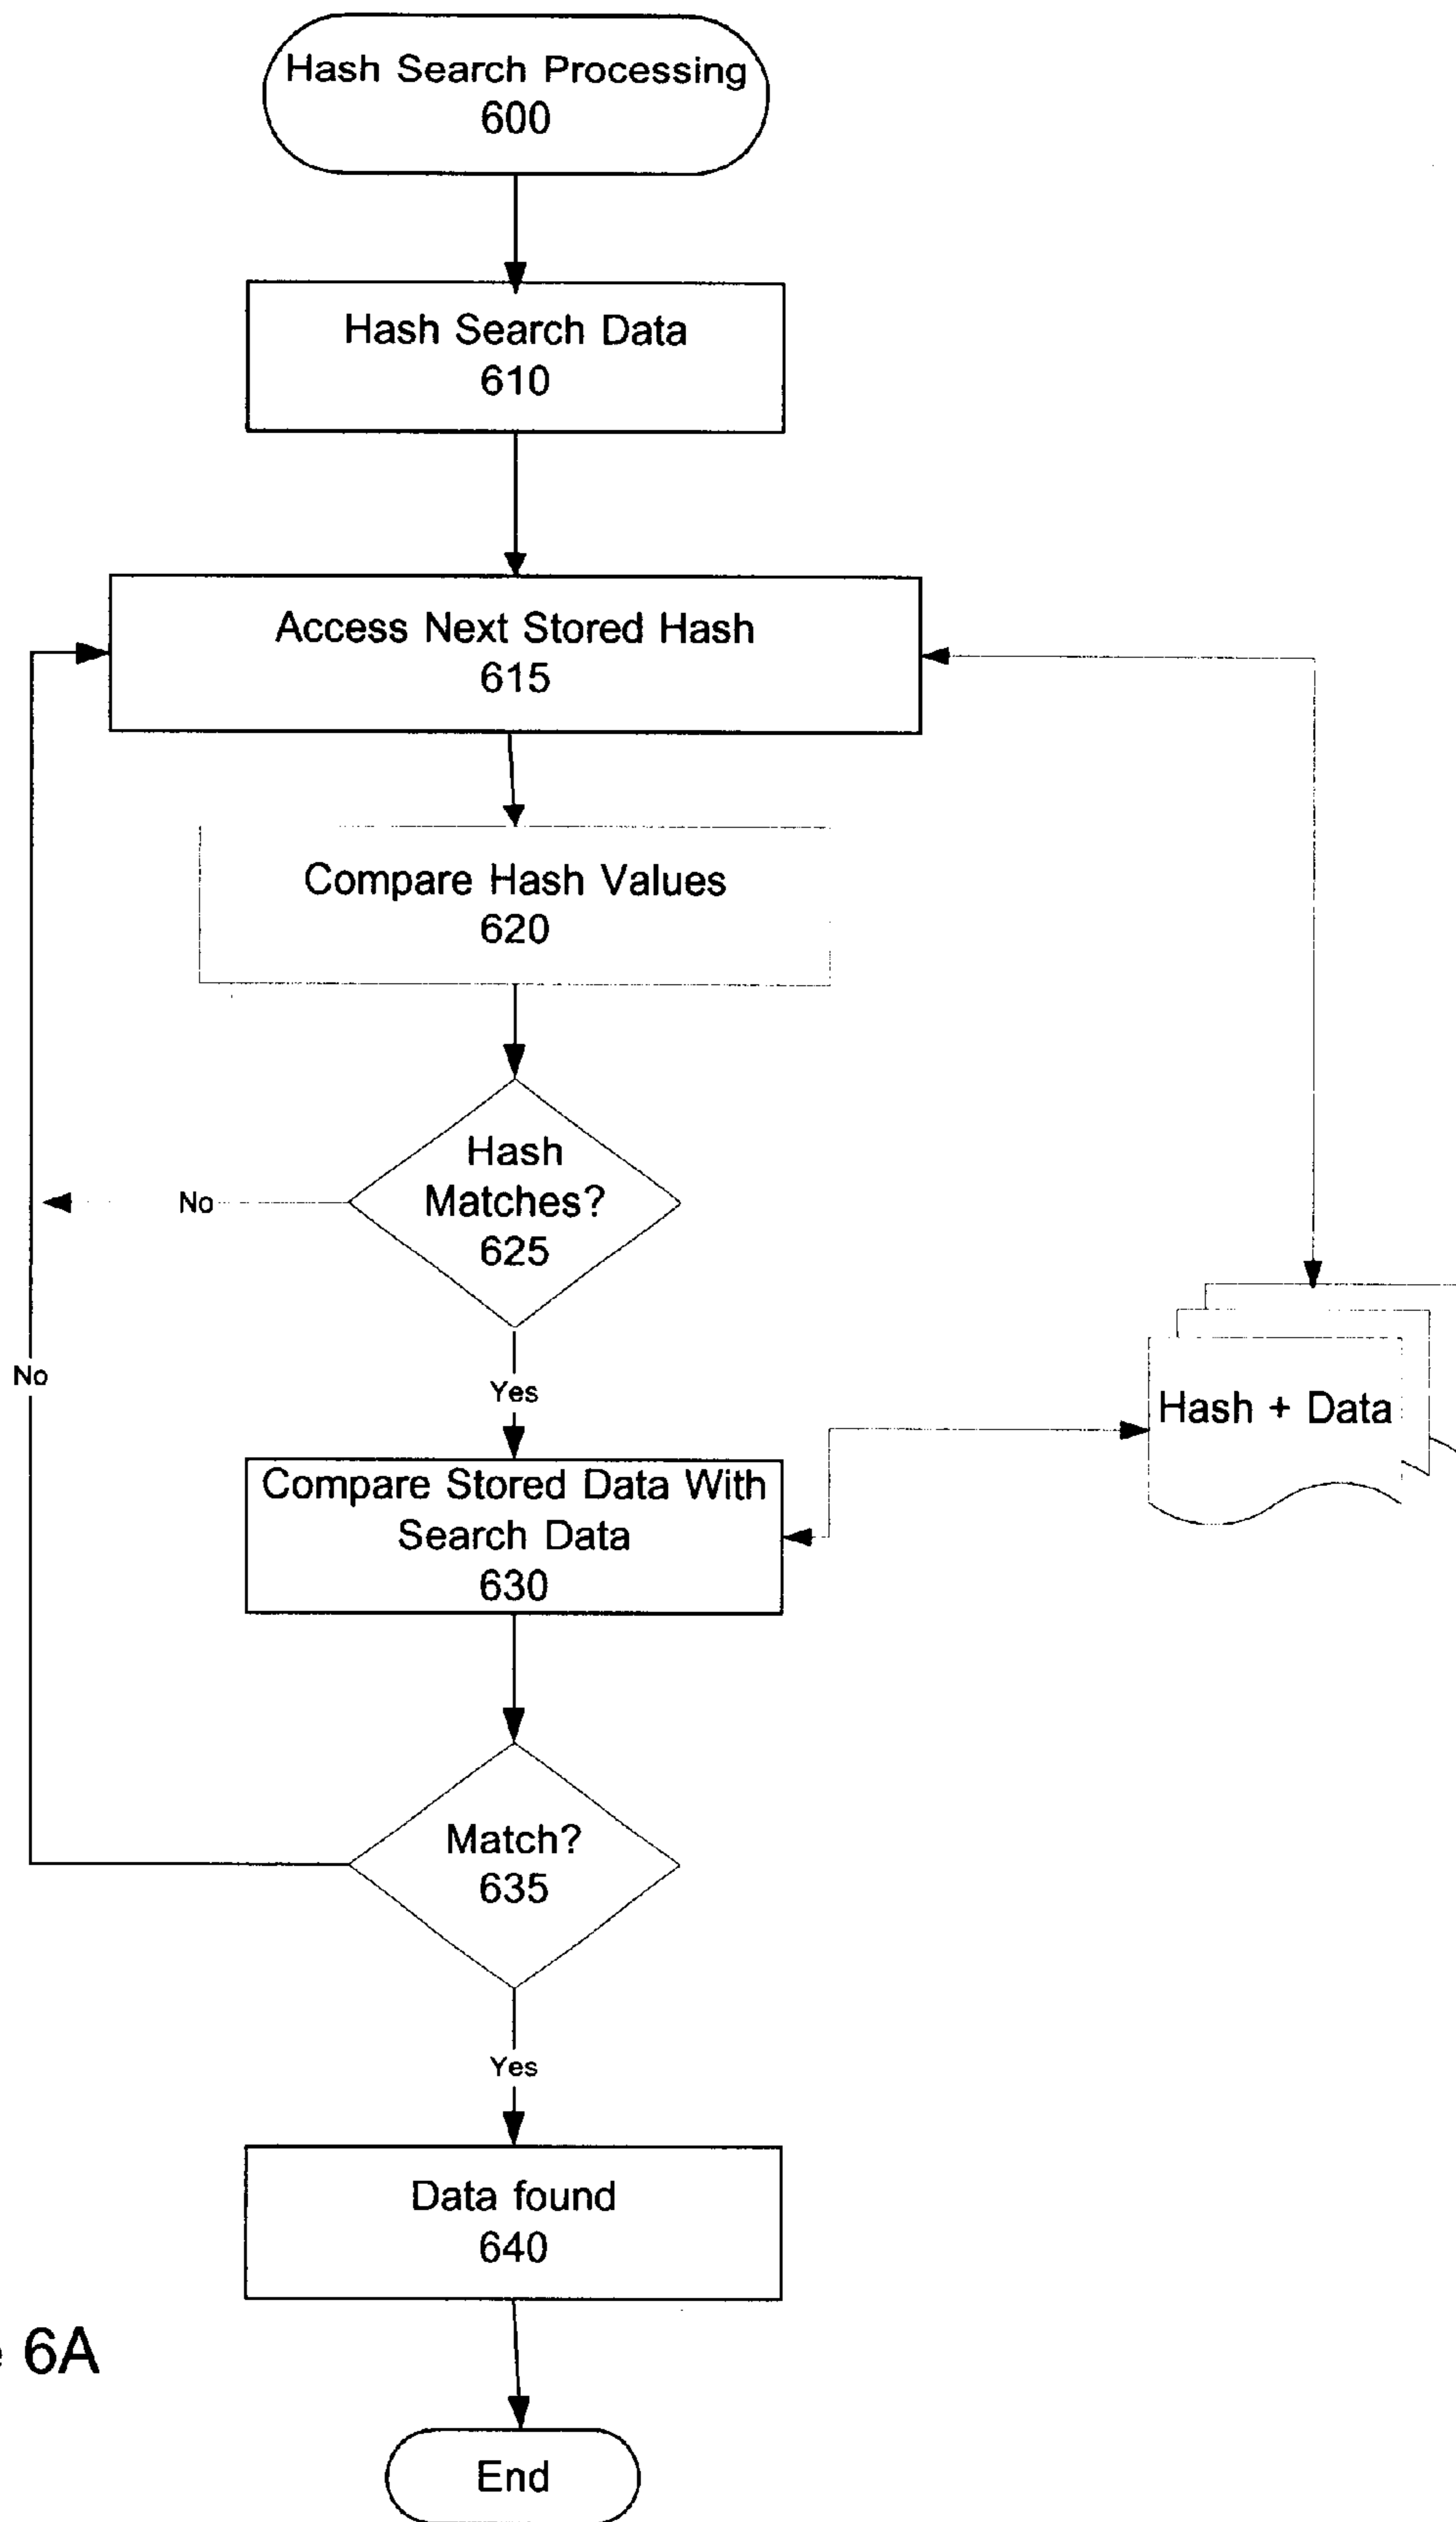 Hash Search Processing
600
Hash Search Data
610
Access Next Stored Hash
615
Compare Hash Values
620
Hash
Matches?
625
No
No
Yes
Hash + Data
Compare Stored Data With
Search Data
630
Match?
635
Yes
Data found
640
6A
End